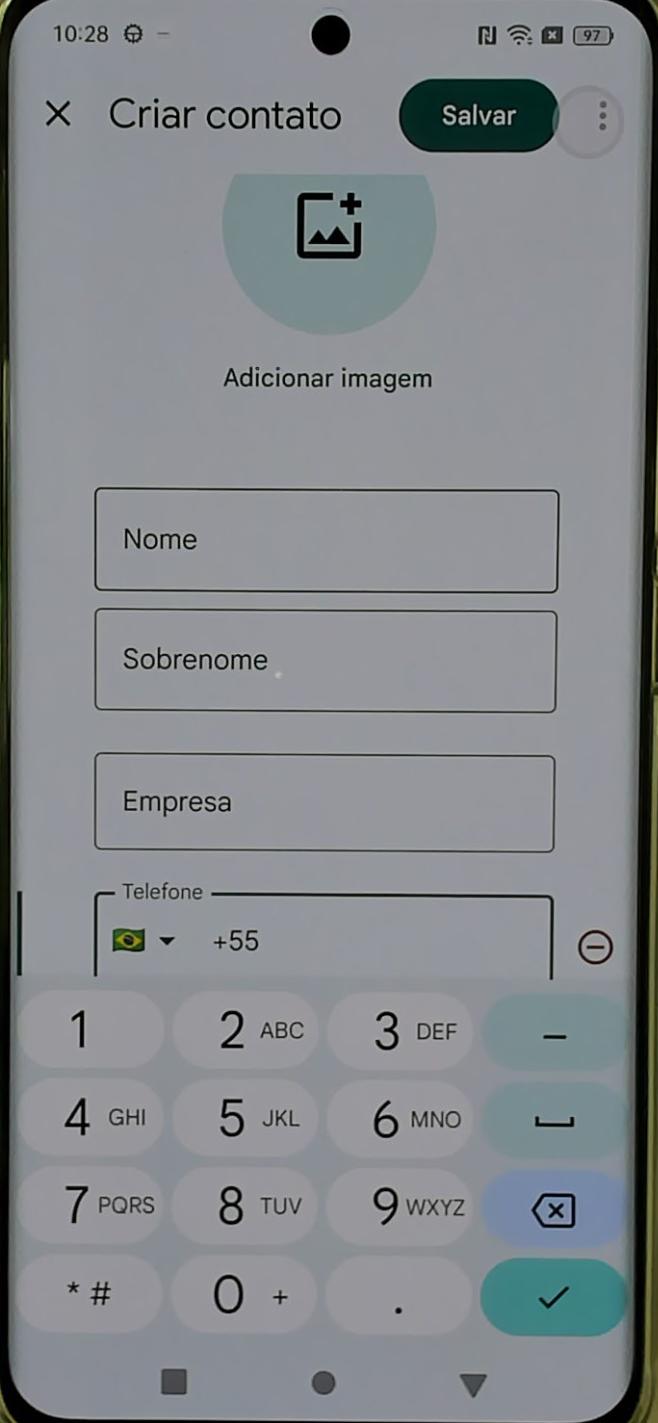 10:28 97
Criar contato Salvar
Adicionar imagem
Nome
Sobrenome
Empresa
Telefone
+55
1 2 ABC 3 DEF –
4 GHI 5 JKL 6 MNO
7 PQRS 8 TUV 9 WXYZ
* # 0 + .